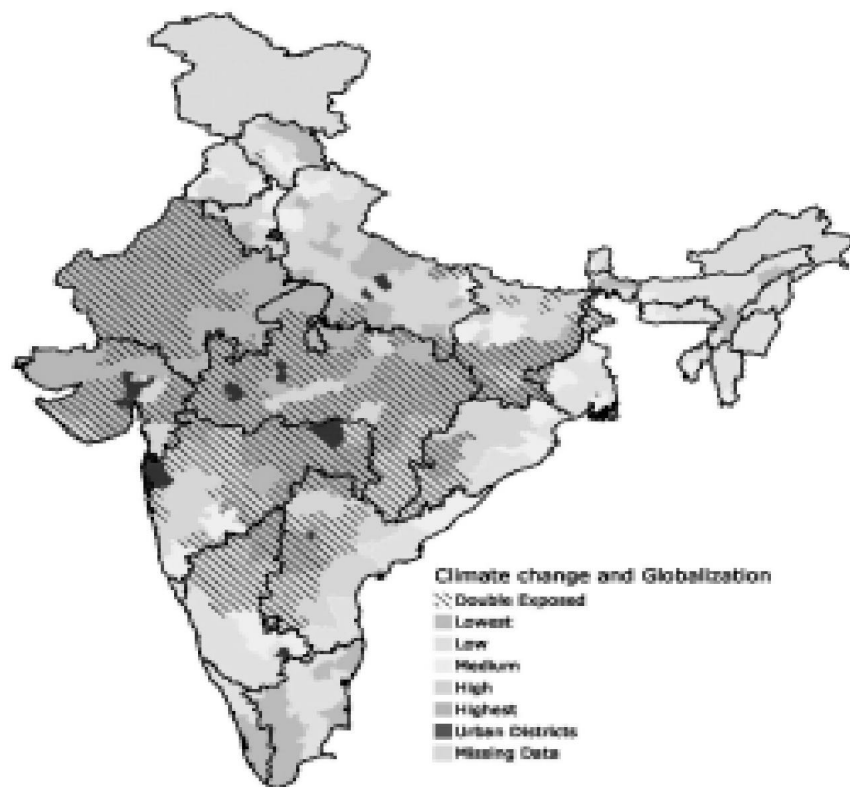 Climate change and Globalization
Double Exposed
Lowest
Low
Medium
High
Highest
Urban Districts
Missing Data